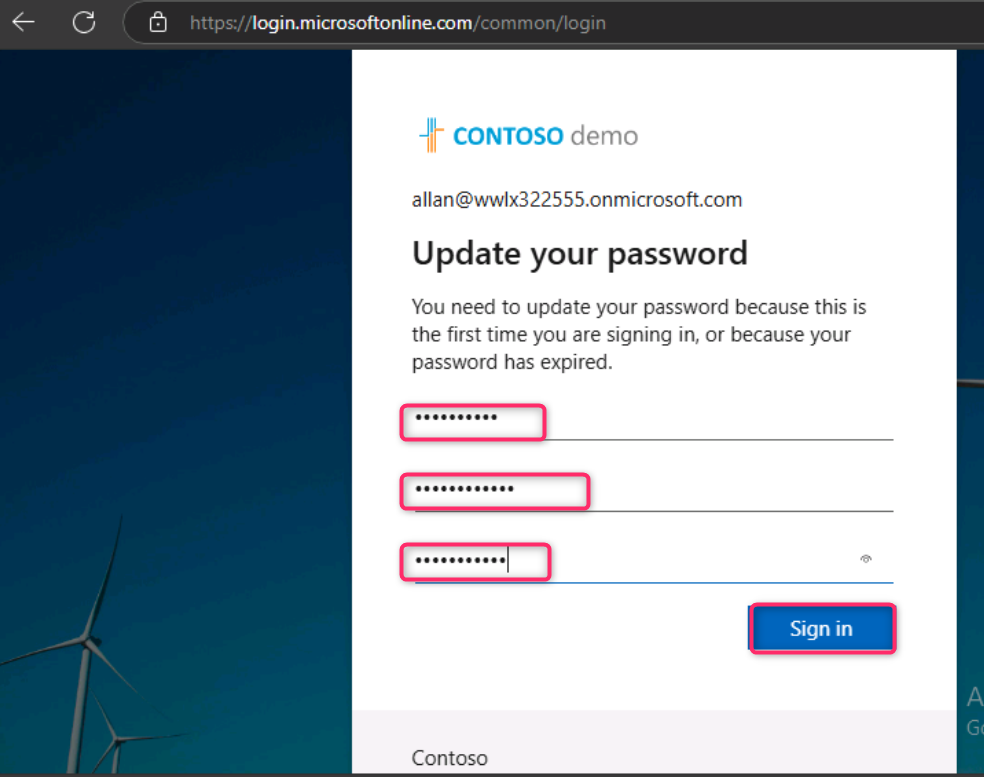 https://login.microsoftonline.com/common/login
CONTOSO demo
allan@wwlx322555.onmicrosoft.com
Update your password
You need to update your password because this is
the first time you are signing in, or because your
password has expired.
••••••••••
••••••••••••
•••••••••••
Sign in
A
Go
Contoso